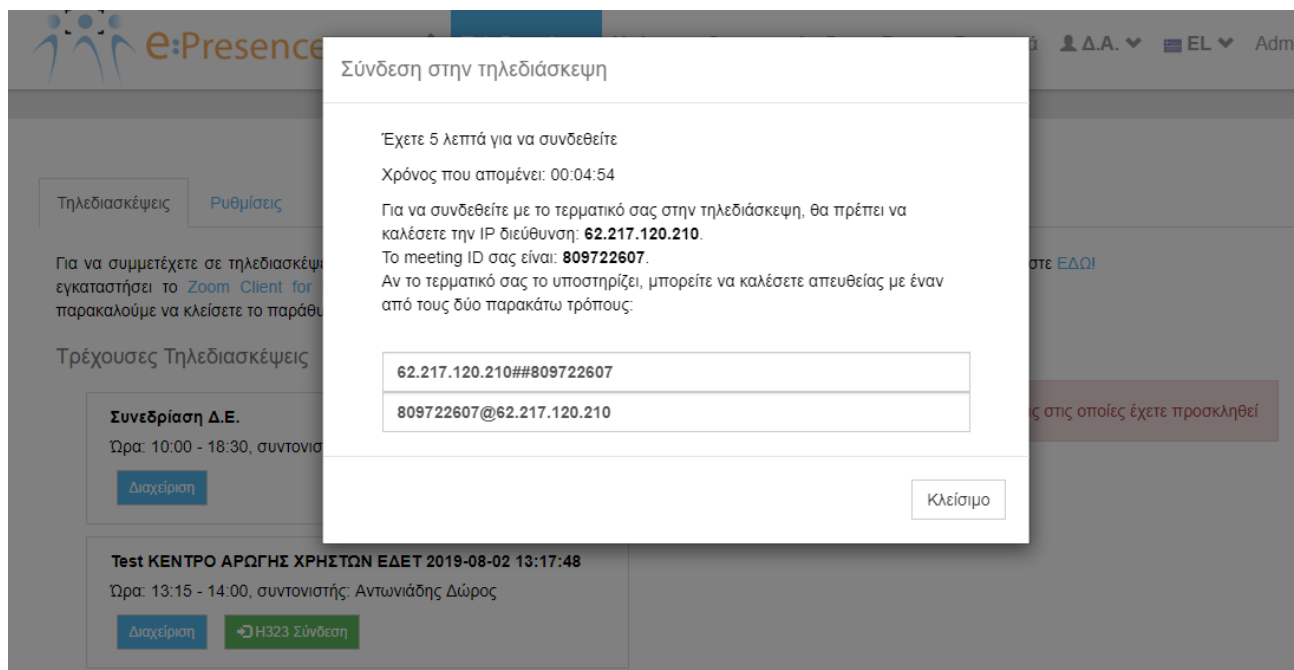 e:Presence
ά Δ.Α. EL Adm
Σύνδεση στην τηλεδιάσκεψη
Έχετε 5 λεπτά για να συνδεθείτε
Χρόνος που απομένει: 00:04:54
Για να συνδεθείτε με το τερματικό σας στην τηλεδιάσκεψη, θα πρέπει να
καλέσετε την IP διεύθυνση: 62.217.120.210.
Το meeting ID σας είναι: 809722607.
Αν το τερματικό σας το υποστηρίζει, μπορείτε να καλέσετε απευθείας με έναν
από τους δύο παρακάτω τρόπους:
62.217.120.210##809722607
809722607@62.217.120.210
Κλείσιμο
Τηλεδιασκέψεις Ρυθμίσεις
Για να συμμετέχετε σε τηλεδιασκέψε
στε ΕΔΩ!
εγκαταστήσει το Zoom Client for
παρακαλούμε να κλείσετε το παράθυ
Τρέχουσες Τηλεδιασκέψεις
ις στις οποίες έχετε προσκληθεί
Συνεδρίαση Δ.Ε.
Ώρα: 10:00 - 18:30, συντονιστ
Διαχείριση
Test ΚΕΝΤΡΟ ΑΡΩΓΗΣ ΧΡΗΣΤΩΝ ΕΔΕΤ 2019-08-02 13:17:48
Ώρα: 13:15 - 14:00, συντονιστής: Αντωνιάδης Δώρος
Διαχείριση H323 Σύνδεση